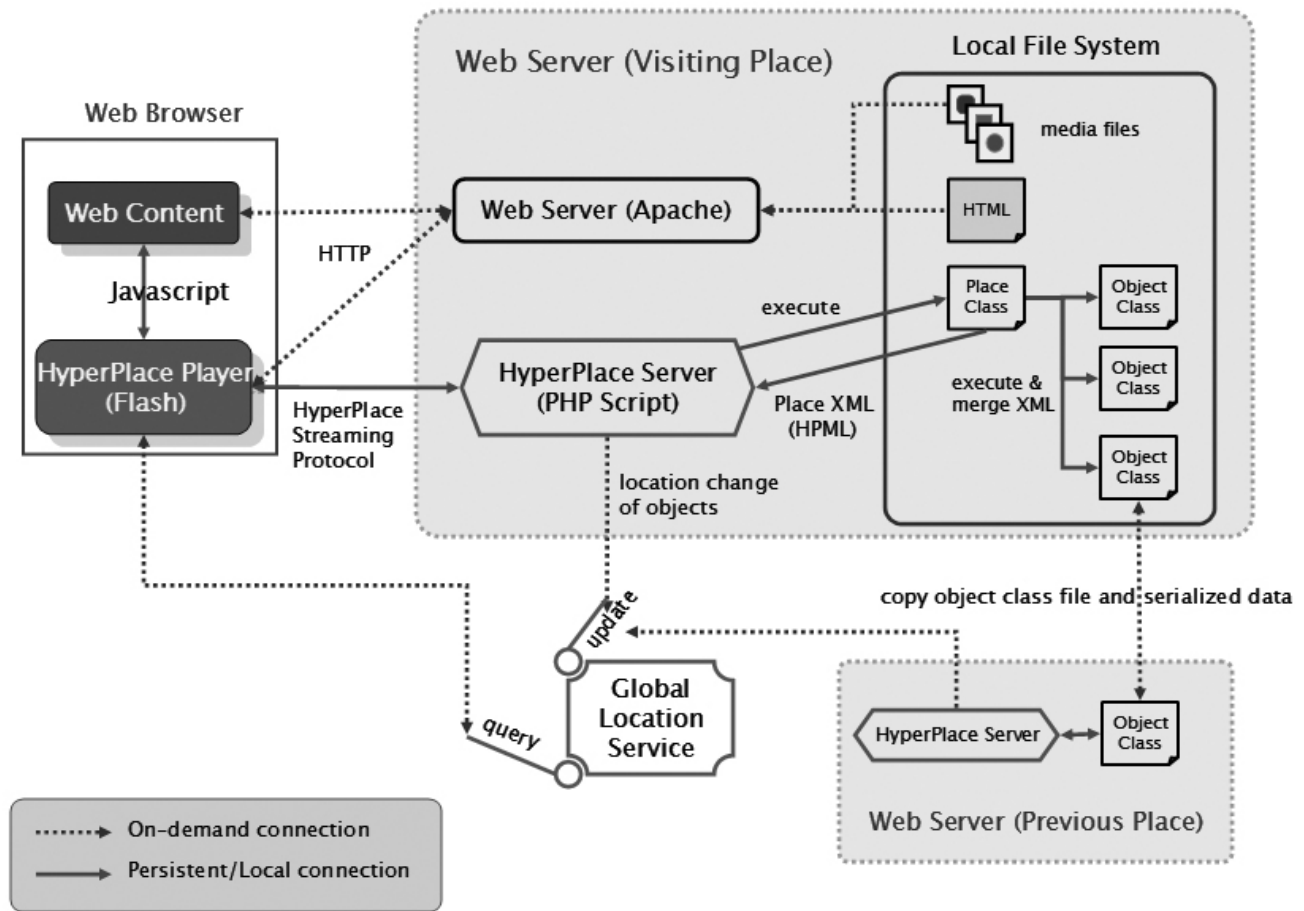 Web Server (Visiting Place)
Local File System
Web Browser
media files
Web Content
Web Server (Apache)
HTML
HTTP
Javascript
execute
Place
Class
Object
Class
HyperPlace Player
(Flash)
HyperPlace Server
(PHP Script)
Place XML
(HPML)
execute &
merge XML
Object
Class
HyperPlace
Streaming
Protocol
Object
Class
location change
of objects
copy object class file and serialized data
update
Global
Location
Service
query
HyperPlace Server
Object
Class
Web Server (Previous Place)
On-demand connection
Persistent/Local connection